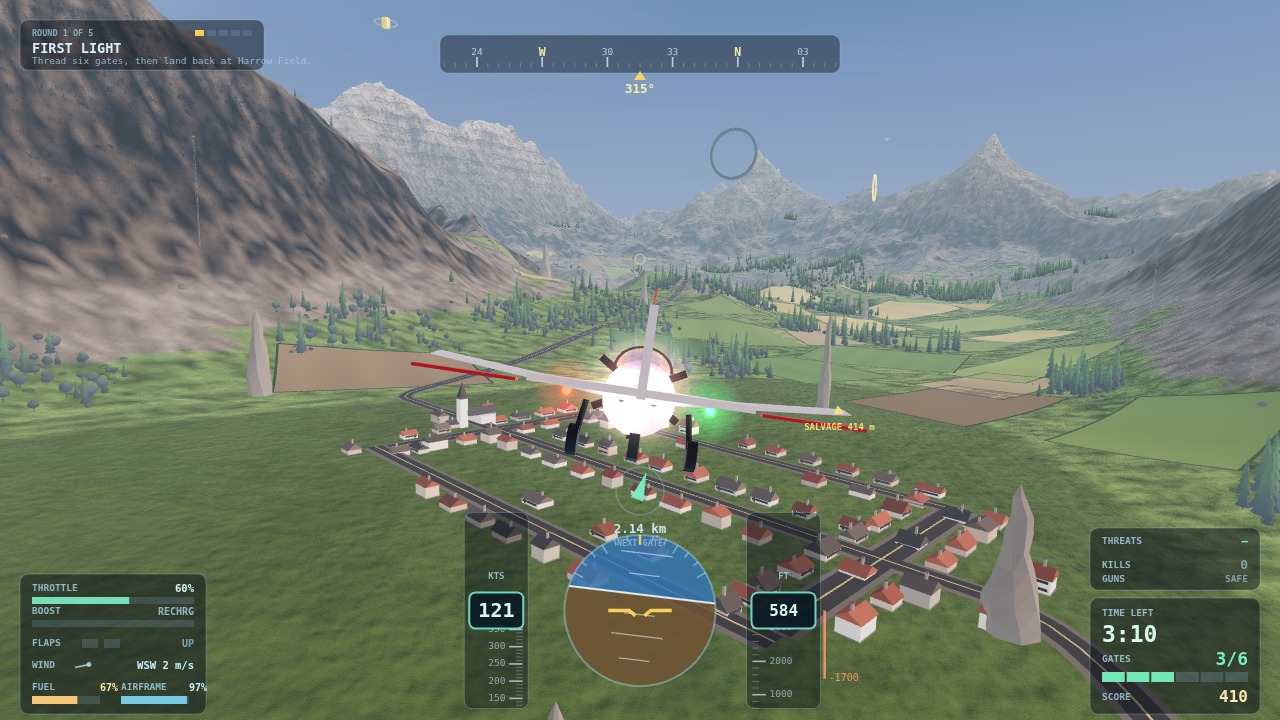 ROUND 1 OF 5
FIRST LIGHT
Thread six gates, then land back at Harrow Field.
24 W 30 33 N 03
315°
SALVAGE 414 m
2.14 km
NEXT GATE
KTS
121
350
300
250
200
150
FT
584
2000
1000
-1700
THROTTLE 60%
BOOST RECHRG
FLAPS UP
WIND WSW 2 m/s
FUEL 67% AIRFRAME 97%
THREATS –
KILLS 0
GUNS SAFE
TIME LEFT
3:10
GATES 3/6
SCORE 410